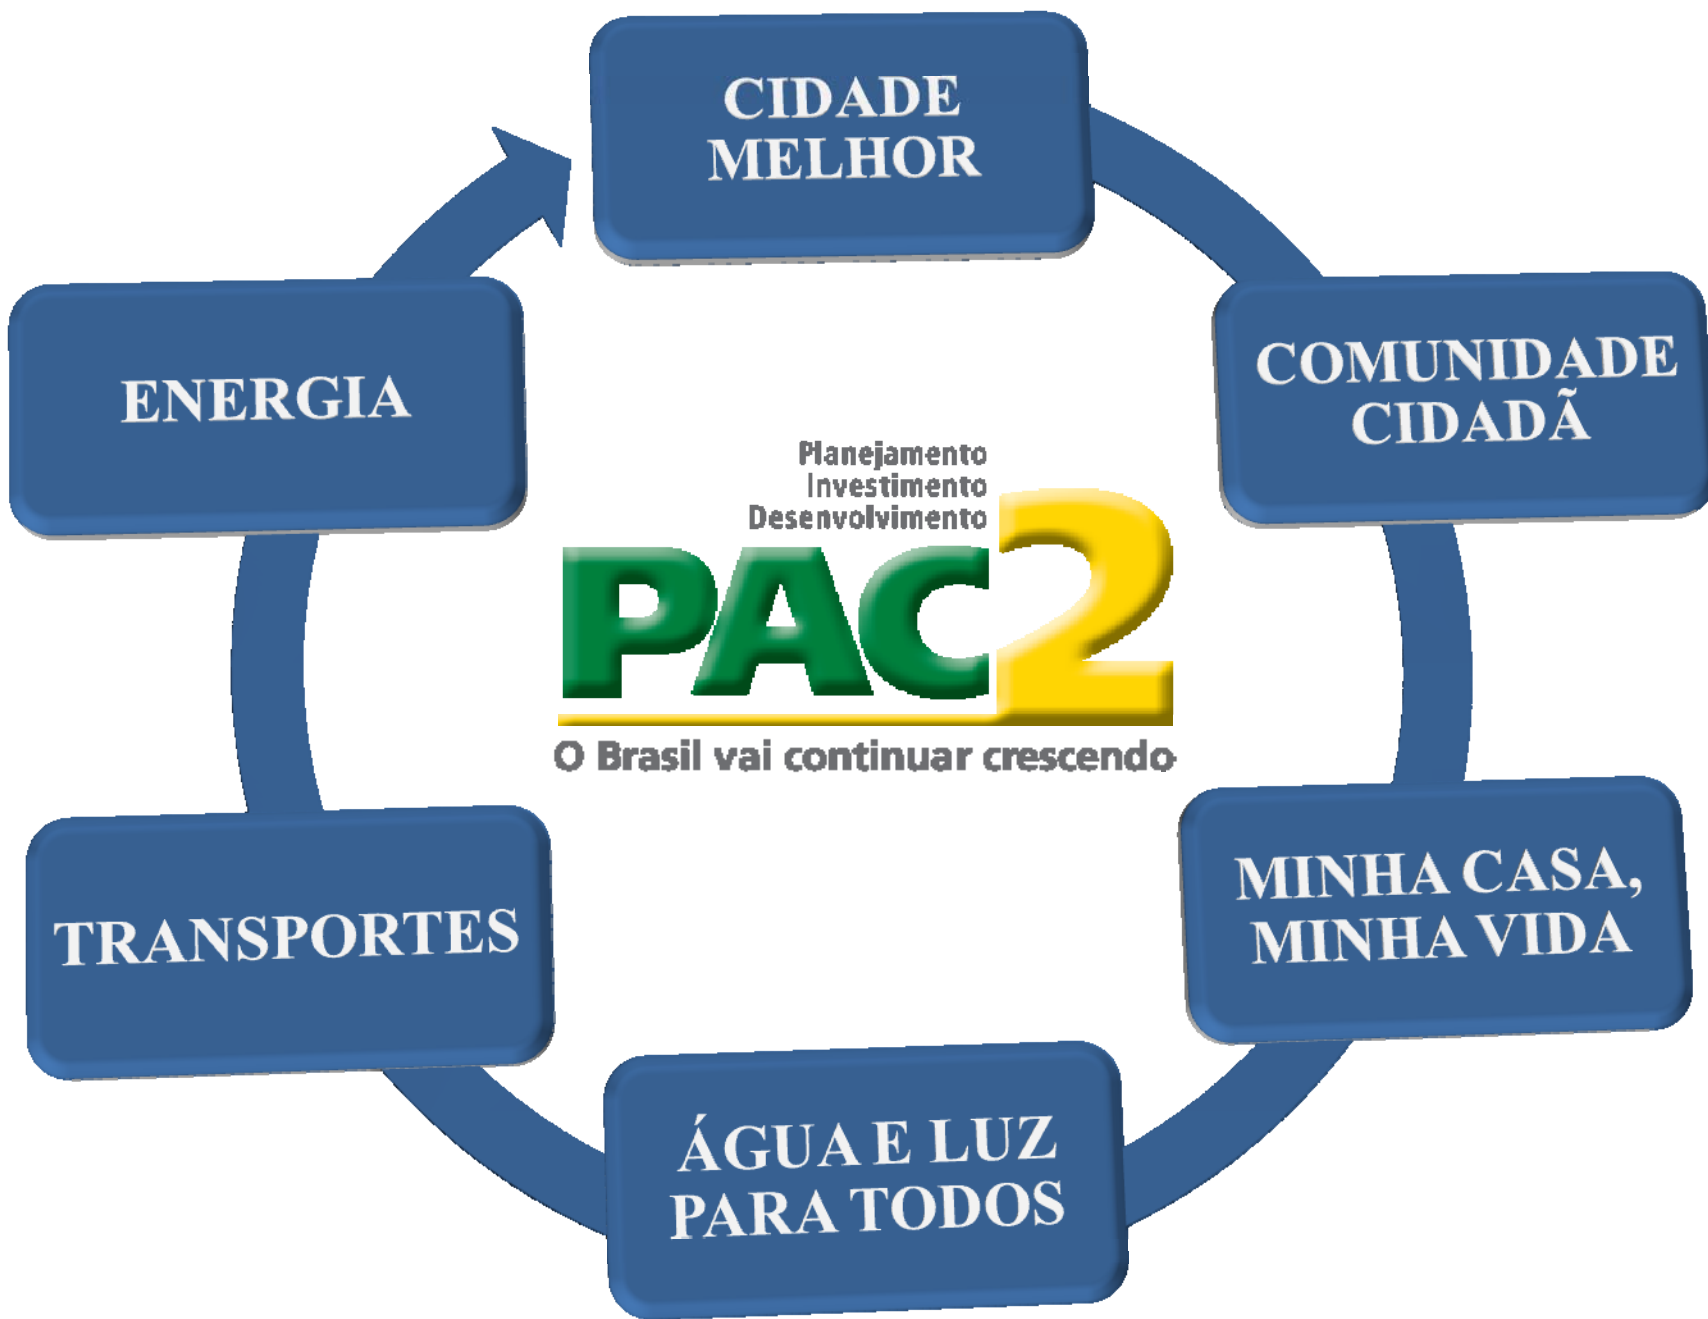 CIDADE
MELHOR
COMUNIDADE
CIDADÃ
MINHA CASA,
MINHA VIDA
ÁGUA E LUZ
PARA TODOS
TRANSPORTES
ENERGIA
Planejamento
Investimento
Desenvolvimento
PAC2
O Brasil vai continuar crescendo